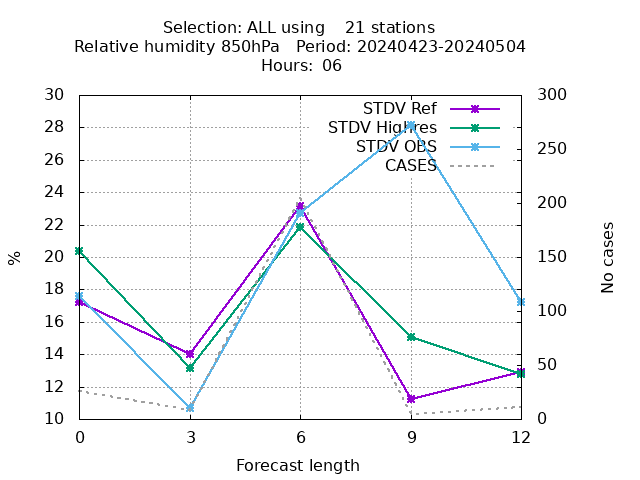 Selection: ALL using    21 stations
Relative humidity 850hPa   Period: 20240423-20240504
Hours: 06
STDV Ref
STDV Highres
STDV OBS
CASES
%
No cases
30
28
26
24
22
20
18
16
14
12
10
300
250
200
150
100
50
0
0 3 6 9 12
Forecast length